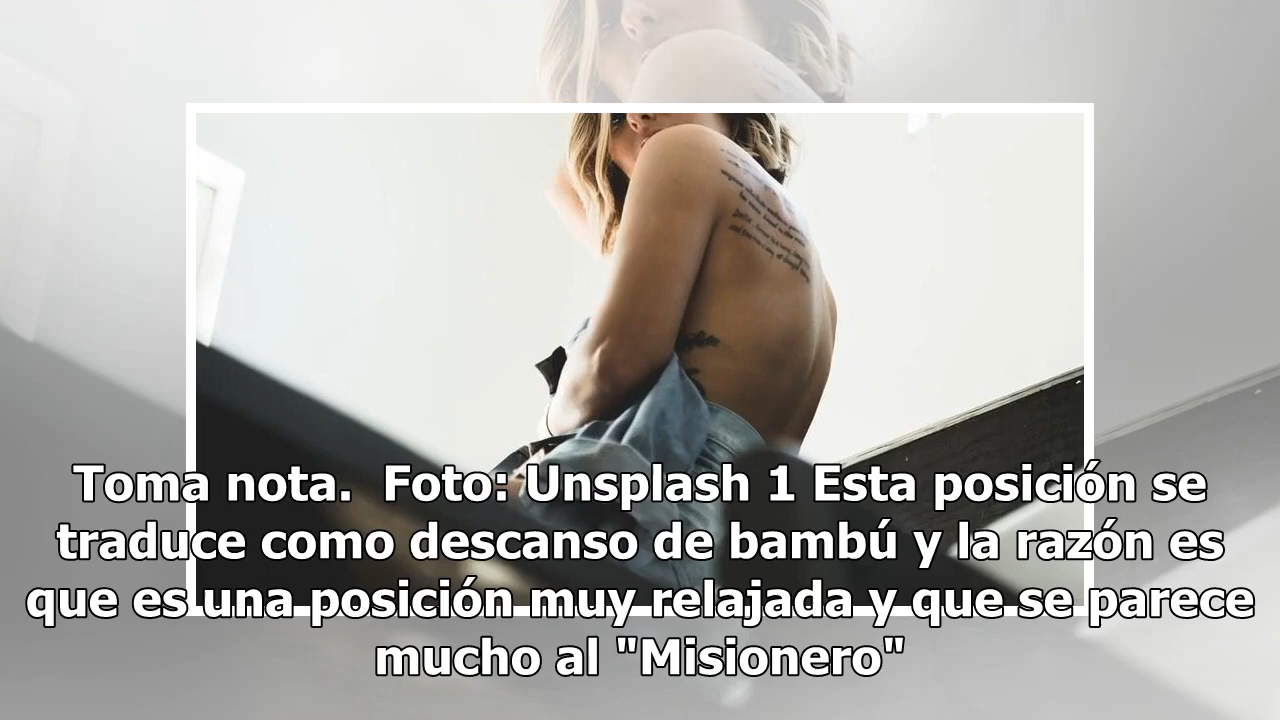 Toma nota.  Foto: Unsplash 1 Esta posición se
traduce como descanso de bambú y la razón es
que es una posición muy relajada y que se parece
mucho al "Misionero"